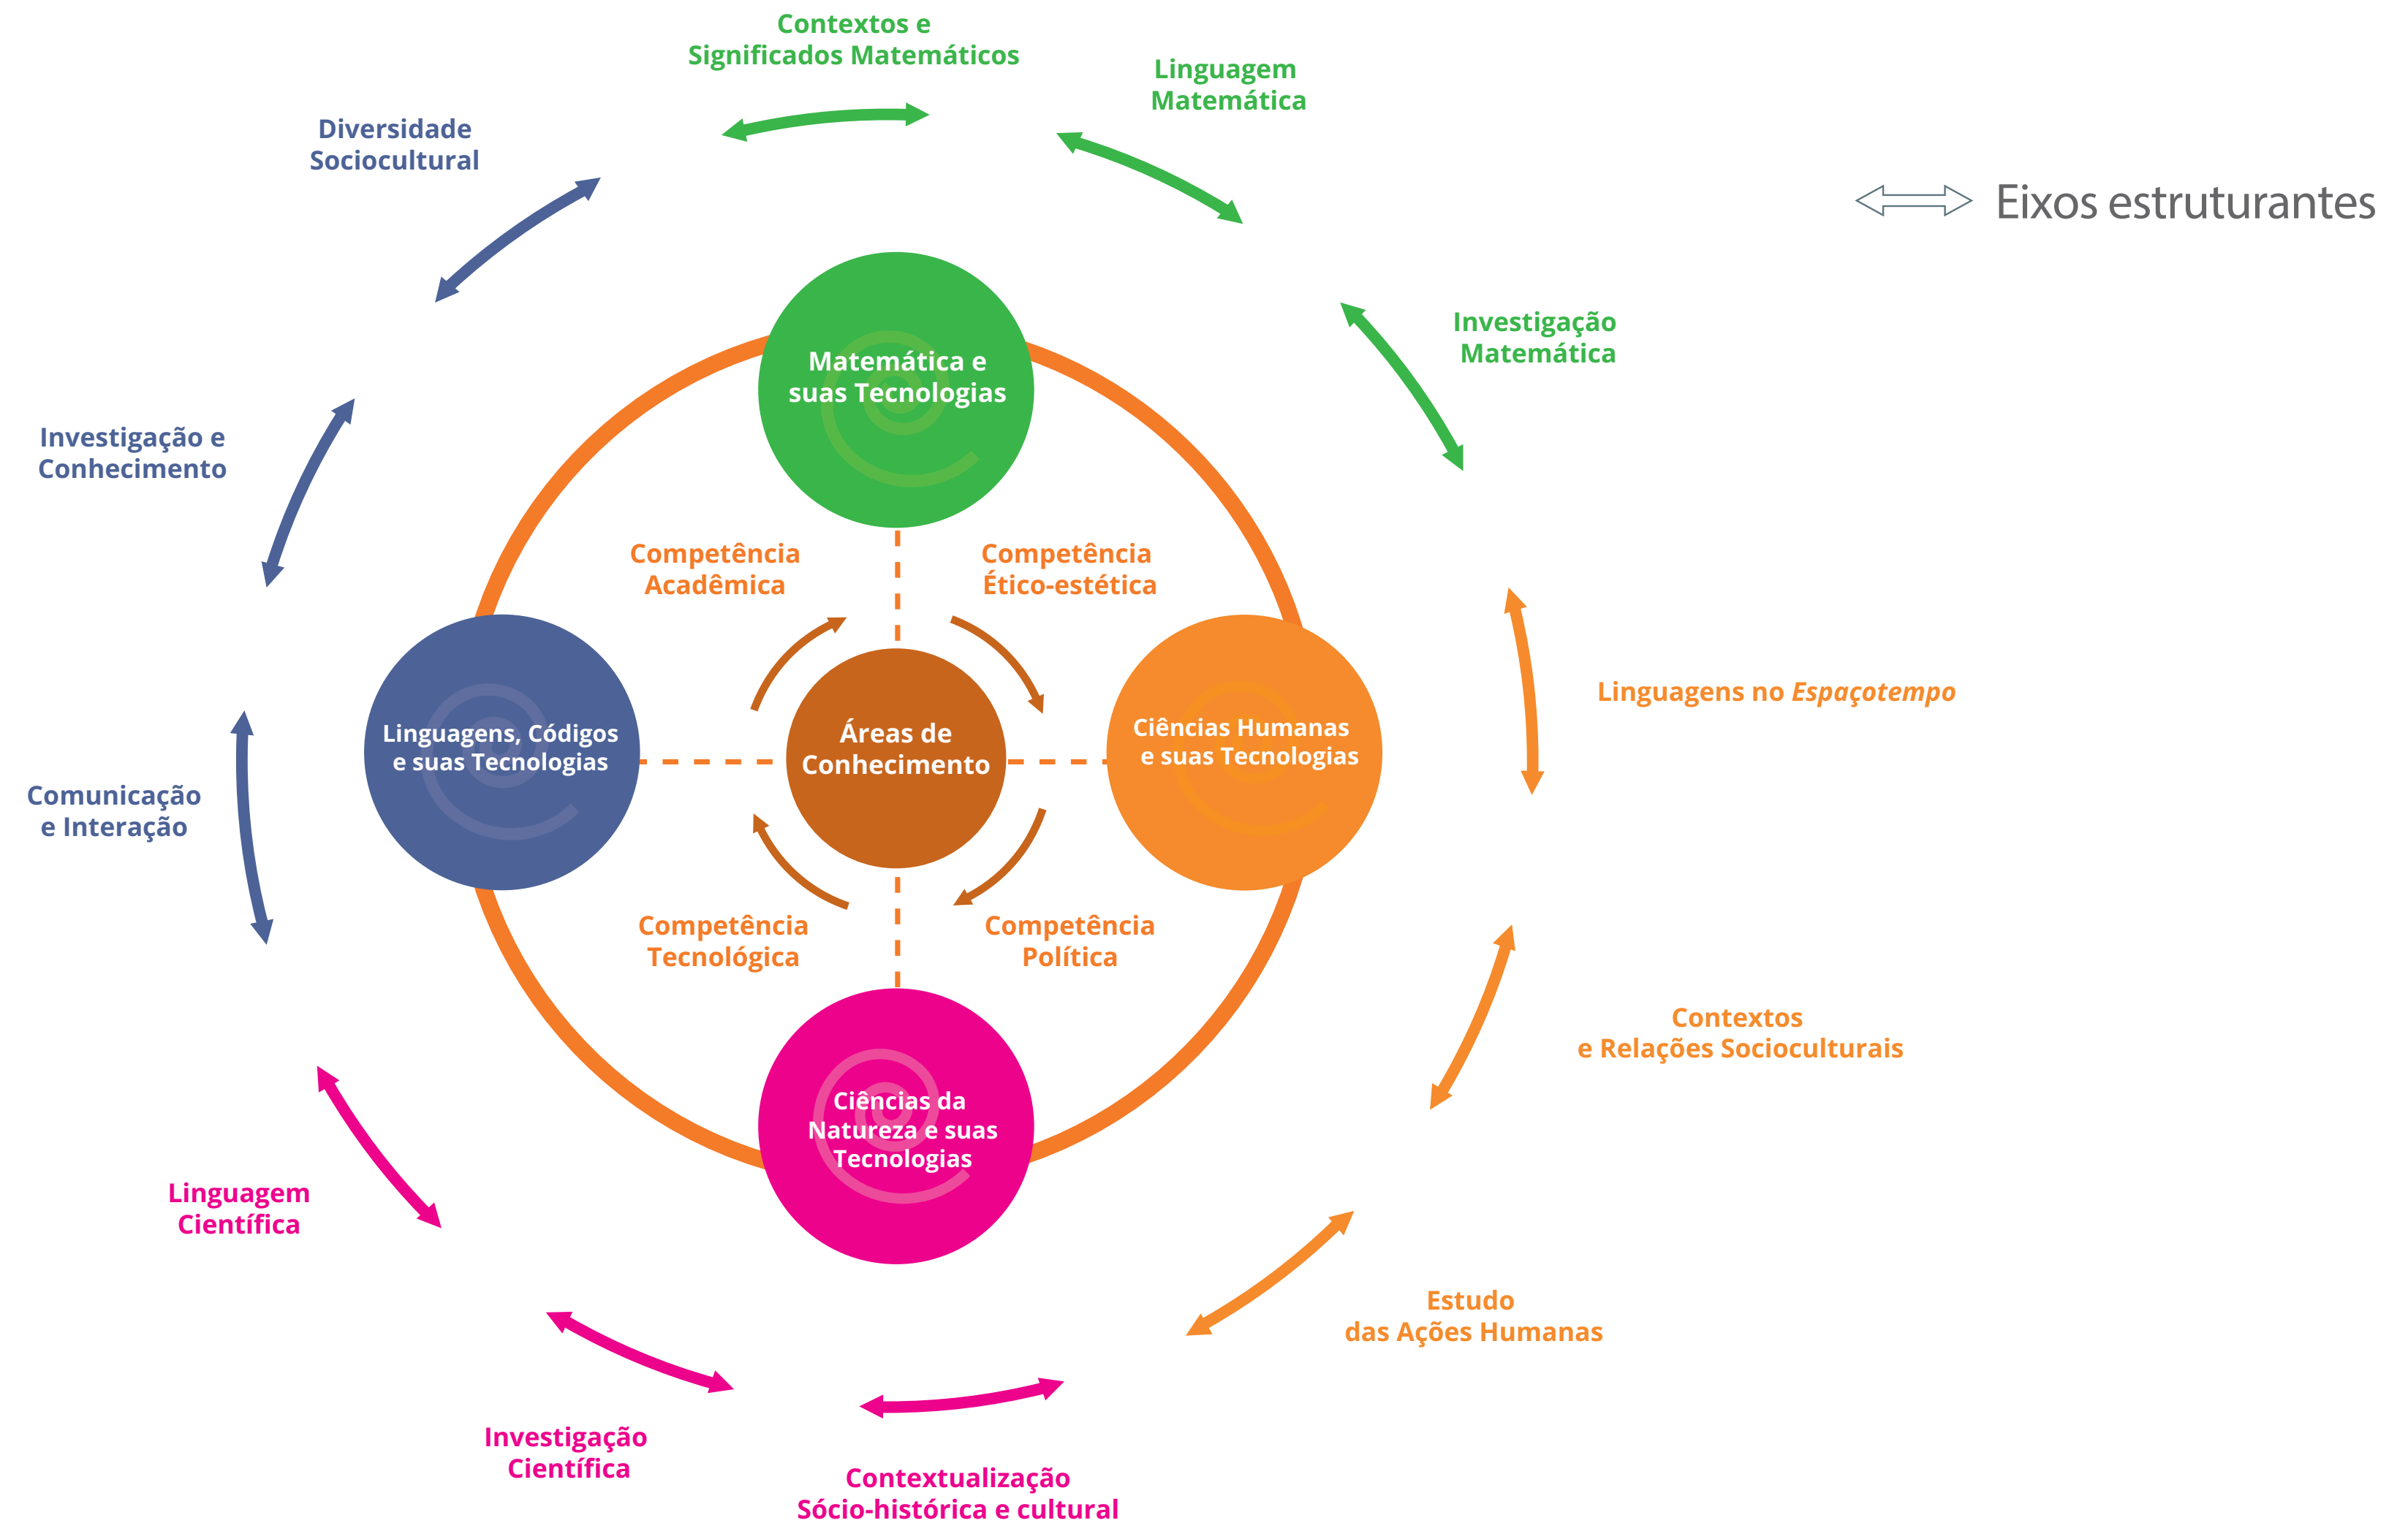 Contextos e
Significados Matemáticos
Linguagem
Matemática
Diversidade
Sociocultural
Eixos estruturantes
Investigação
Matemática
Matemática e
suas Tecnologias
Investigação e
Conhecimento
Competência
Acadêmica
Competência
Ético-estética
Linguagens no Espaçotempo
Linguagens, Códigos
e suas Tecnologias
Áreas de
Conhecimento
Ciências Humanas
e suas Tecnologias
Comunicação
e Interação
Competência
Tecnológica
Competência
Política
Contextos
e Relações Socioculturais
Ciências da
Natureza e suas
Tecnologias
Linguagem
Científica
Estudo
das Ações Humanas
Investigação
Científica
Contextualização
Sócio-histórica e cultural